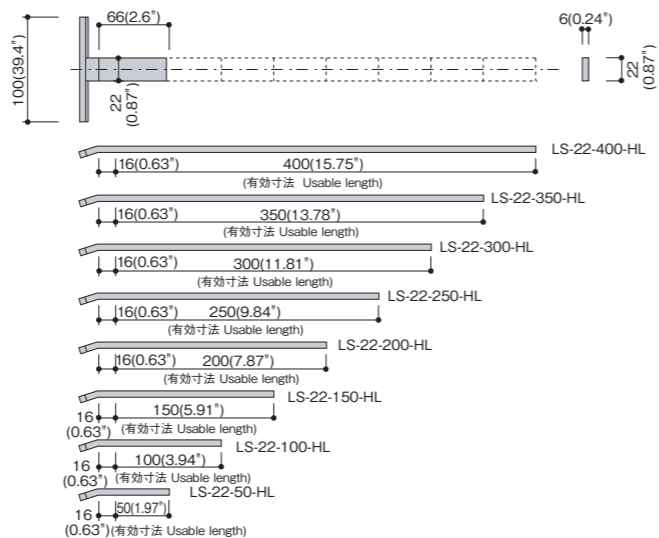 66(2.6")
6(0.24")
100(39.4")
22
(0.87")
22
(0.87")
LS-22-400-HL
16(0.63") 400(15.75")
(有効寸法 Usable length)
LS-22-350-HL
16(0.63") 350(13.78")
(有効寸法 Usable length)
LS-22-300-HL
16(0.63") 300(11.81")
(有効寸法 Usable length)
LS-22-250-HL
16(0.63") 250(9.84")
(有効寸法 Usable length)
LS-22-200-HL
16(0.63") 200(7.87")
(有効寸法 Usable length)
LS-22-150-HL
150(5.91")
16
(0.63") (有効寸法 Usable length)
LS-22-100-HL
100(3.94")
16
(0.63") (有効寸法 Usable length)
LS-22-50-HL
16 50(1.97")
(0.63") (有効寸法 Usable length)